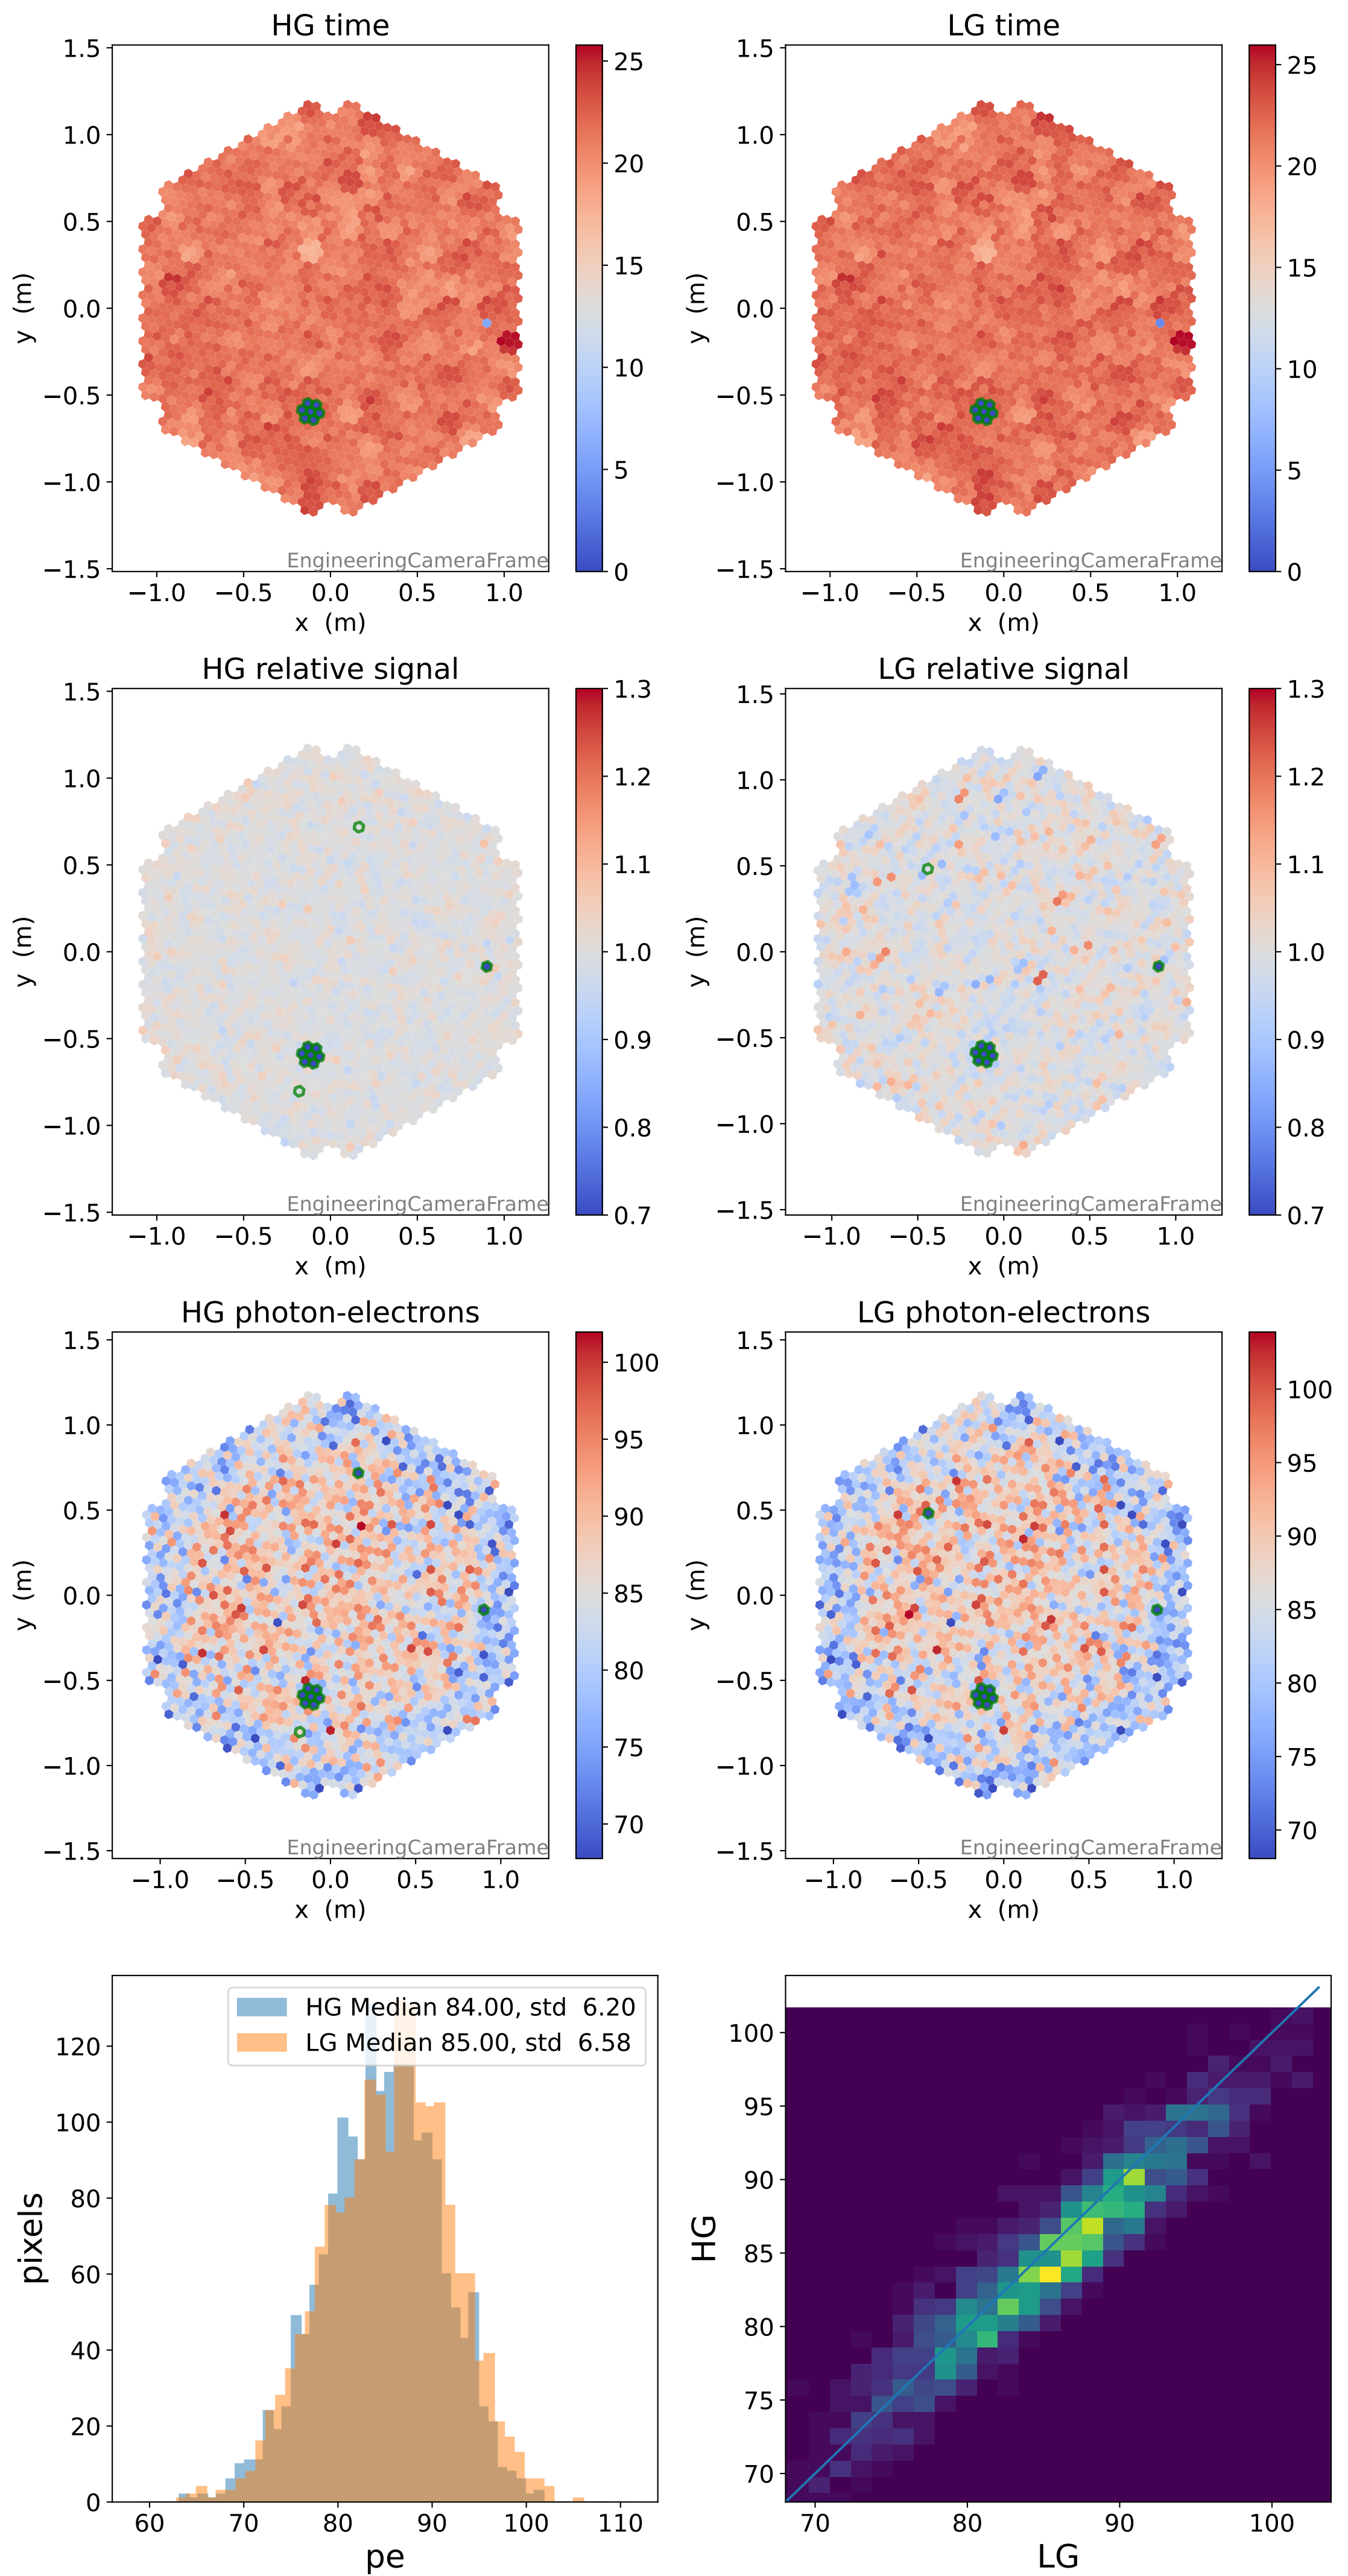 HG time
LG time
1.5
1.0
0.5
0.0
−0.5
−1.0
−1.5
y (m)
−1.0 −0.5 0.0 0.5 1.0
x (m)
EngineeringCameraFrame
25
20
15
10
5
0
1.5
1.0
0.5
0.0
−0.5
−1.0
−1.5
y (m)
−1.0 −0.5 0.0 0.5 1.0
x (m)
EngineeringCameraFrame
25
20
15
10
5
0
HG relative signal
LG relative signal
1.5
1.0
0.5
0.0
−0.5
−1.0
−1.5
y (m)
−1.0 −0.5 0.0 0.5 1.0
x (m)
EngineeringCameraFrame
1.3
1.2
1.1
1.0
0.9
0.8
0.7
1.5
1.0
0.5
0.0
−0.5
−1.0
−1.5
y (m)
−1.0 −0.5 0.0 0.5 1.0
x (m)
EngineeringCameraFrame
1.3
1.2
1.1
1.0
0.9
0.8
0.7
HG photon-electrons
LG photon-electrons
1.5
1.0
0.5
0.0
−0.5
−1.0
−1.5
y (m)
−1.0 −0.5 0.0 0.5 1.0
x (m)
EngineeringCameraFrame
100
95
90
85
80
75
70
1.5
1.0
0.5
0.0
−0.5
−1.0
−1.5
y (m)
−1.0 −0.5 0.0 0.5 1.0
x (m)
EngineeringCameraFrame
100
95
90
85
80
75
70
HG Median 84.00, std 6.20
LG Median 85.00, std 6.58
120
100
80
60
40
20
0
pixels
60 70 80 90 100 110
pe
100
95
90
85
80
75
70
HG
70 80 90 100
LG